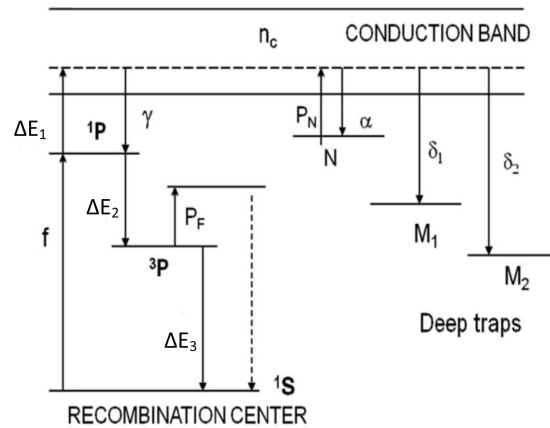 n_c CONDUCTION BAND
ΔE₁ ¹P γ P_N α
N
δ₁ δ₂
f ΔE₂ P_F
³P M₁
M₂
Deep traps
ΔE₃
¹S
RECOMBINATION CENTER